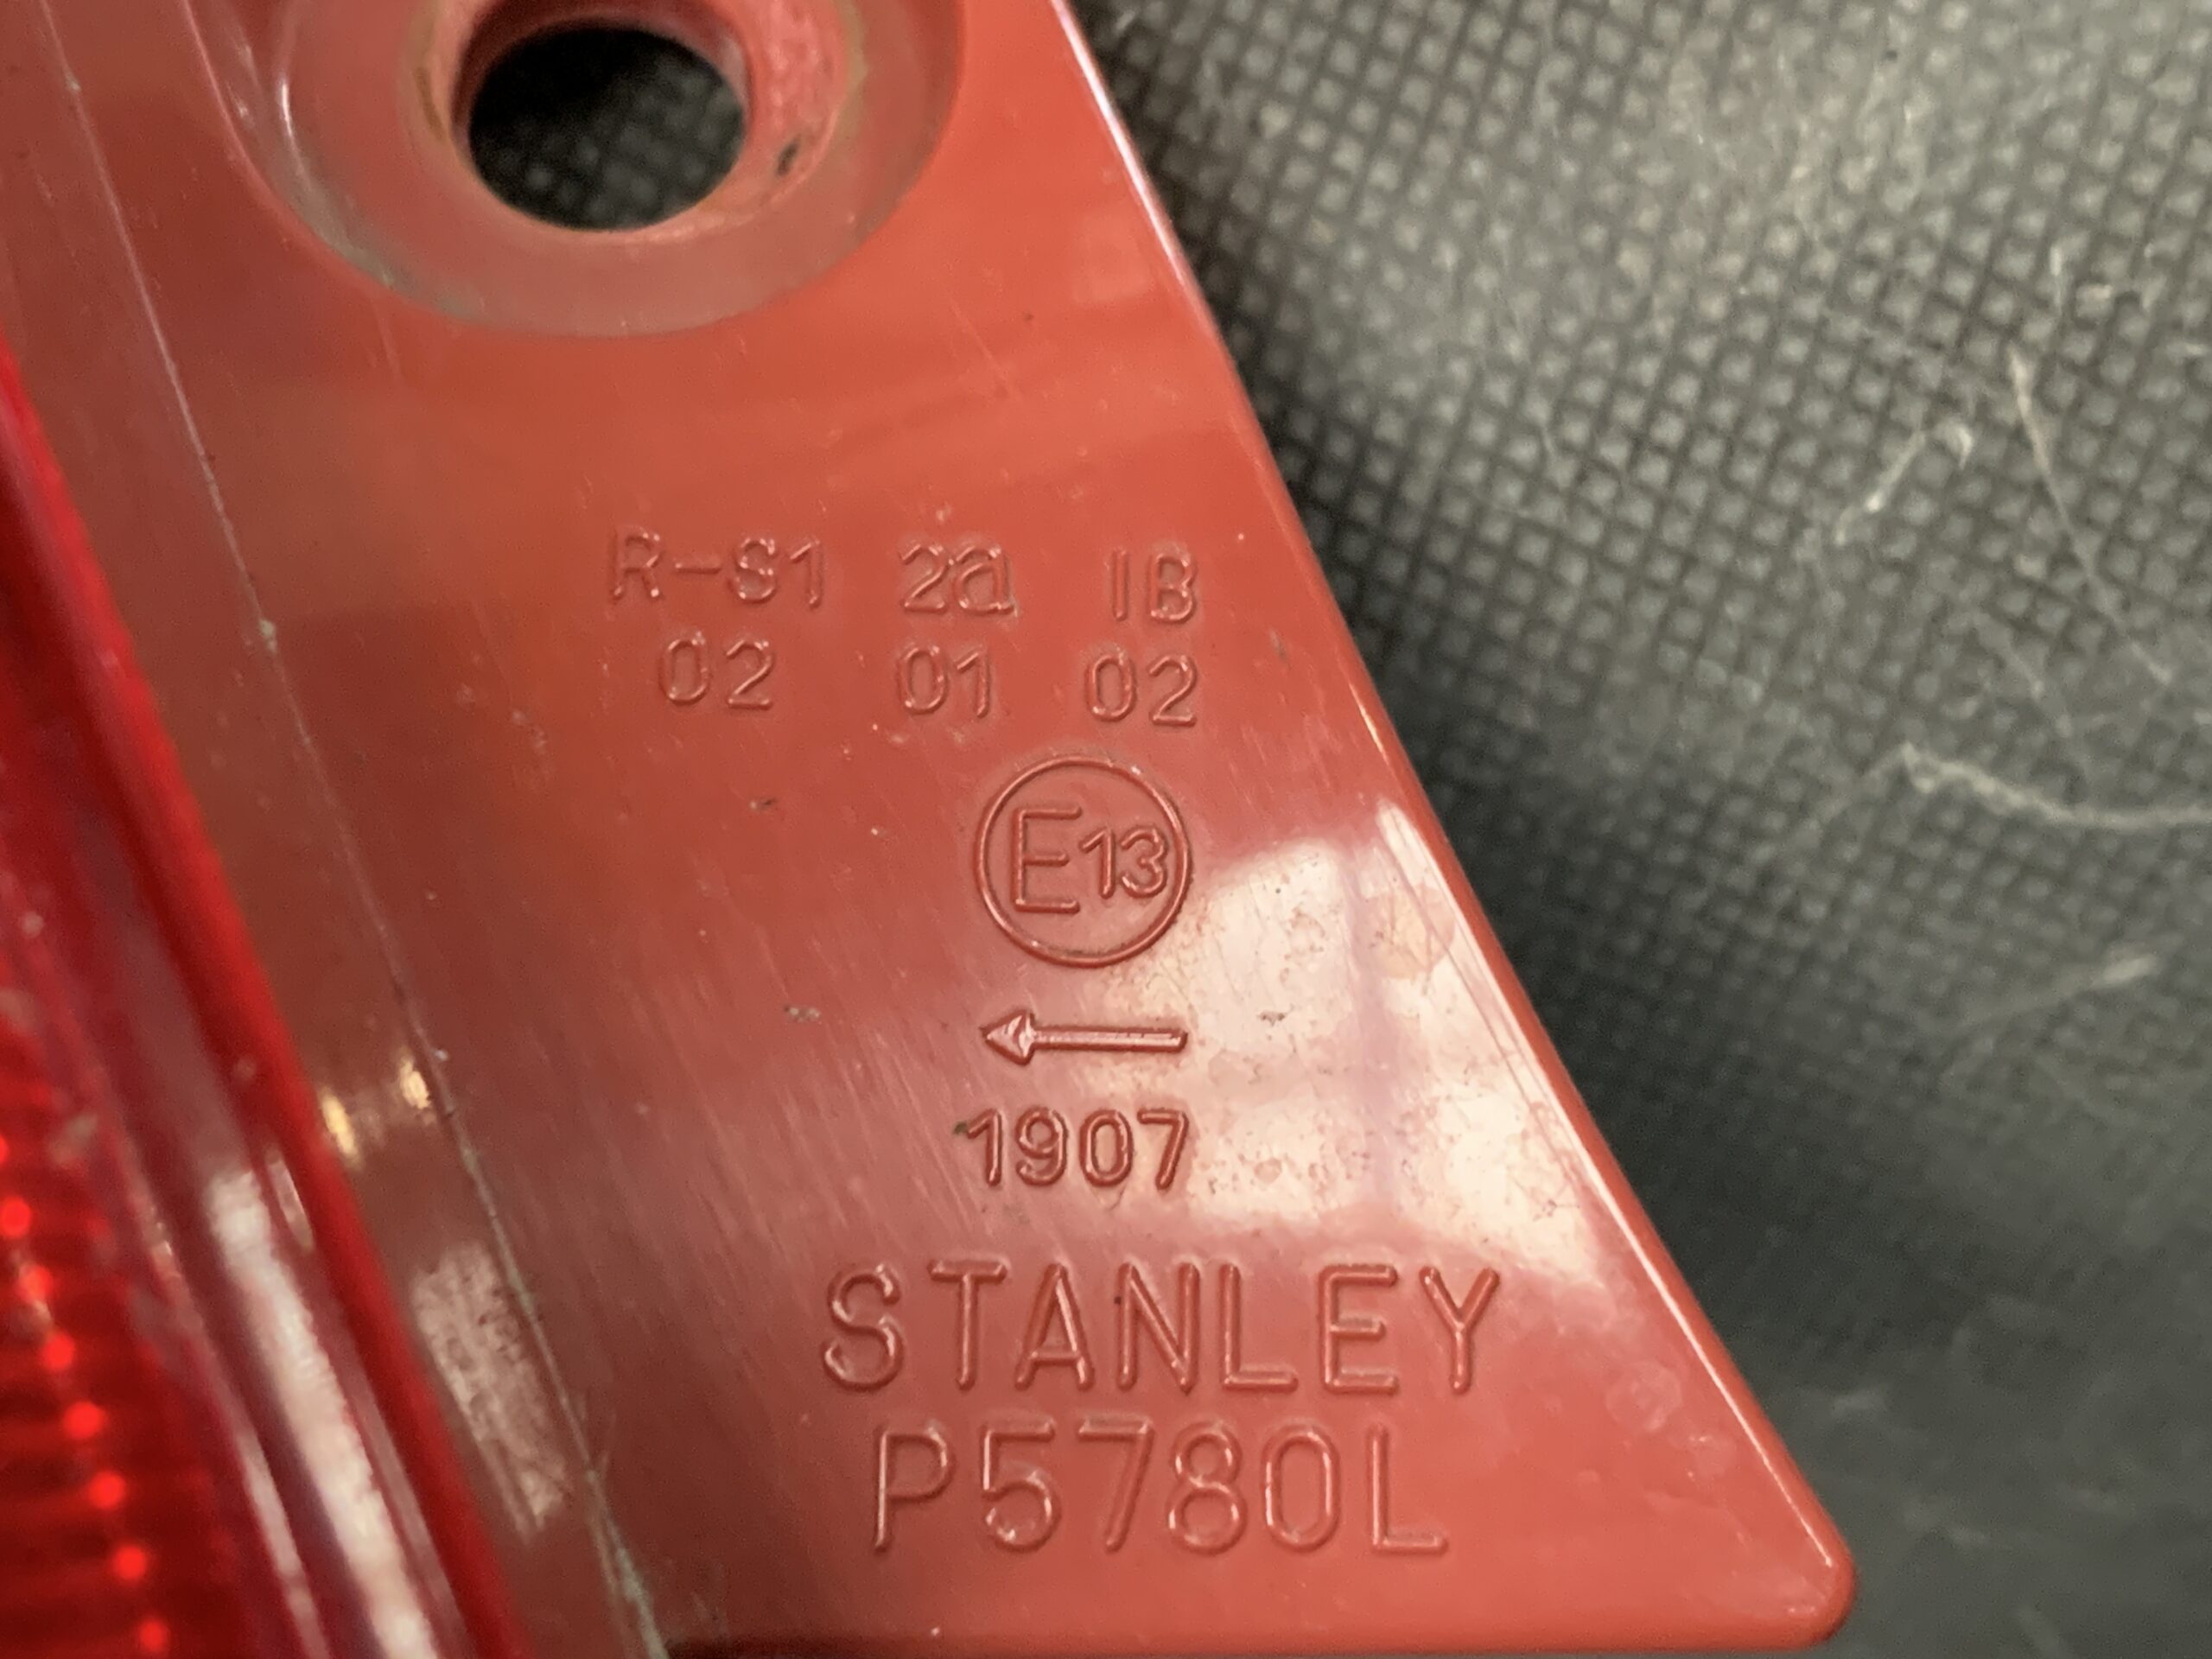 R-S1 2a IB
02 01 02
E13
←
1907
STANLEY
P5780L